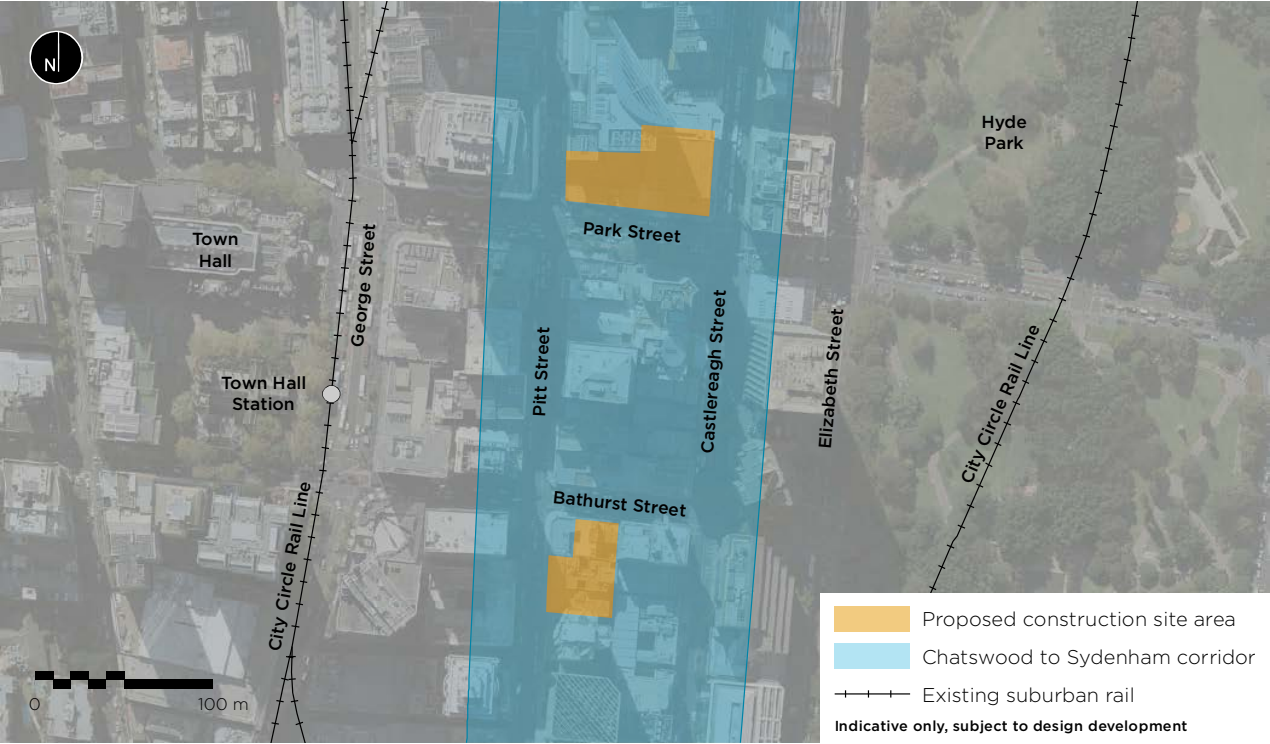 N
Hyde
Park
Park Street
Town
Hall
George Street
Pitt Street
Castlereagh Street
Elizabeth Street
Town Hall
Station
City Circle Rail Line
Bathurst Street
City Circle Rail Line
0
100 m
Proposed construction site area
Chatswood to Sydenham corridor
Existing suburban rail
Indicative only, subject to design development